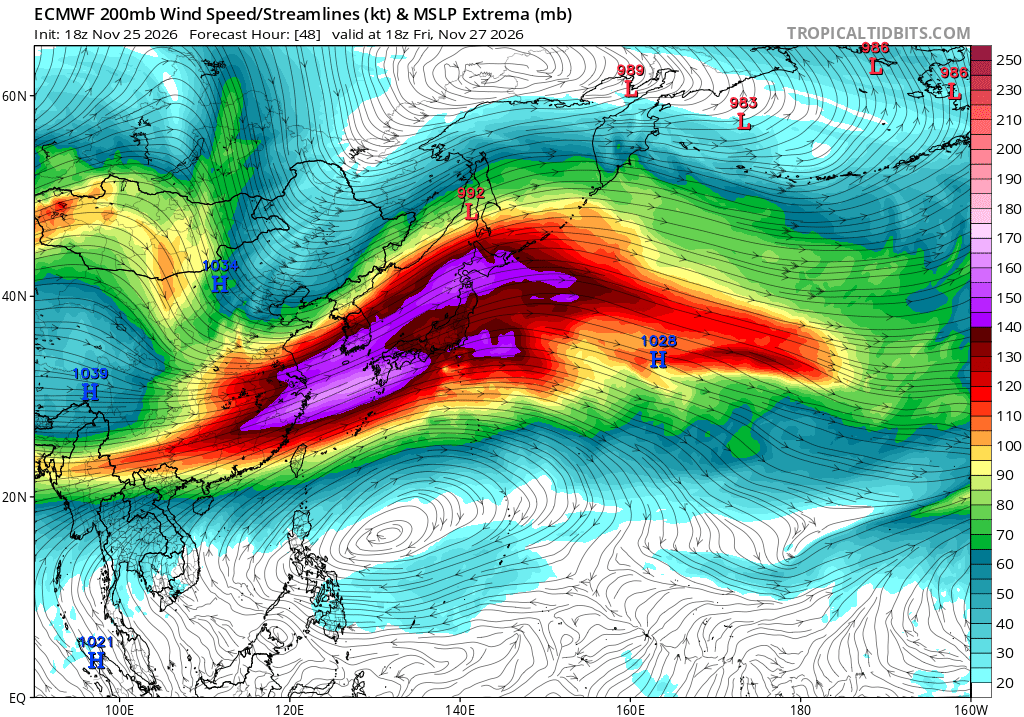 ECMWF 200mb Wind Speed/Streamlines (kt) & MSLP Extrema (mb)
Init: 18z Nov 25 2026 Forecast Hour: [48] valid at 18z Fri, Nov 27 2026
TROPICALTIDBITS.COM
986
L
989
L
986
L
983
L
992
L
1034
H
1028
H
1039
H
1021
H
60N
40N
20N
EQ
100E
120E
140E
160E
180
160W
250
230
220
210
200
190
180
170
160
150
140
130
120
110
100
90
80
70
60
50
40
30
20